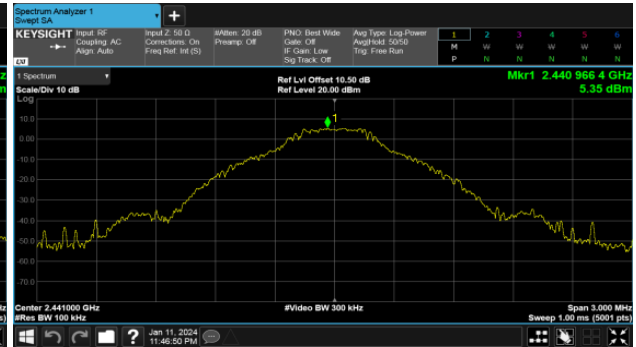 Spectrum Analyzer 1
Swept SA
+
KEYSIGHT Input: RF Input Z: 50 Ω #Atten: 20 dB PNO: Best Wide Avg Type: Log-Power 1 2 3 4 5 6
Coupling: AC Corrections: On Preamp: Off Gate: Off Avg|Hold: 50/50 M W W W W W
Align: Auto Freq Ref: Int (S) IF Gain: Low Trig: Free Run
Sig Track: Off P N N N N N
LXI
1 Spectrum Ref Lvl Offset 10.50 dB Mkr1 2.440 966 4 GHz
Scale/Div 10 dB Ref Level 20.00 dBm 5.35 dBm
Log
1
10.0
0.00
-10.0
-20.0
-30.0
-40.0
-50.0
-60.0
-70.0
Center 2.441000 GHz #Video BW 300 kHz Span 3.000 MHz
#Res BW 100 kHz Sweep 1.00 ms (5001 pts)
? Jan 11, 2024
11:46:50 PM